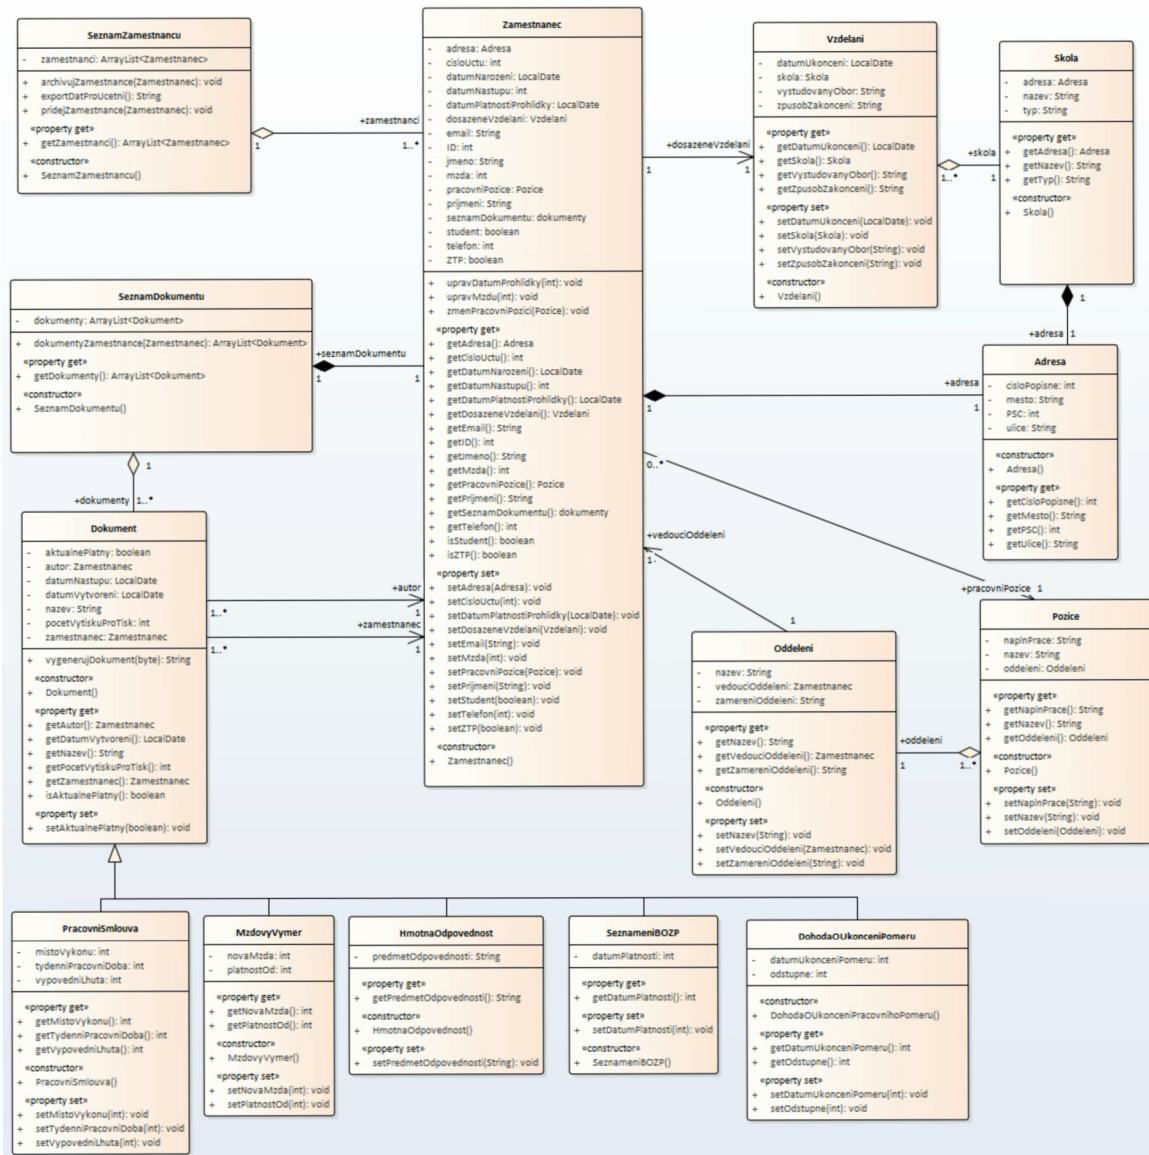 SeznamZamestnancu
- zamestnanci: ArrayList<Zamestnanec>
+ archivujZamestnance(Zamestnanec): void
+ exportDatProUcetni(): String
+ pridejZamestnance(Zamestnanec): void
«property get»
+ getZamestnanci(): ArrayList<Zamestnanec>
«constructor»
+ SeznamZamestnancu()
1
+zamestnanci
1..*
Zamestnanec
- adresa: Adresa
- cisloUctu: int
- datumNarozeni: LocalDate
- datumNastupu: int
- datumPlatnostiProhlidky: LocalDate
- dosazeneVzdelani: Vzdelani
- email: String
- ID: int
- jmeno: String
- mzda: int
- pracovniPozice: Pozice
- prijmeni: String
- seznamDokumentu: dokumenty
- student: boolean
- telefon: int
- ZTP: boolean
+ upravDatumProhlidky(int): void
+ upravMzdu(int): void
+ zmenPracovniPozici(Pozice): void
«property get»
+ getAdresa(): Adresa
+ getCisloUctu(): int
+ getDatumNarozeni(): LocalDate
+ getDatumNastupu(): int
+ getDatumPlatnostiProhlidky(): LocalDate
+ getDosazeneVzdelani(): Vzdelani
+ getEmail(): String
+ getID(): int
+ getJmeno(): String
+ getMzda(): int
+ getPracovniPozice(): Pozice
+ getPrijmeni(): String
+ getSeznamDokumentu(): dokumenty
+ getTelefon(): int
+ isStudent(): boolean
+ isZTP(): boolean
«property set»
+ setAdresa(Adresa): void
+ setCisloUctu(int): void
+ setDatumPlatnostiProhlidky(LocalDate): void
+ setDosazeneVzdelani(Vzdelani): void
+ setEmail(String): void
+ setMzda(int): void
+ setPracovniPozice(Pozice): void
+ setPrijmeni(String): void
+ setStudent(boolean): void
+ setTelefon(int): void
+ setZTP(boolean): void
«constructor»
+ Zamestnanec()
+dosazeneVzdelani
1
1
Vzdelani
- datumUkonceni: LocalDate
- skola: Skola
- vystudovanyObor: String
- zpusobZakonceni: String
«property get»
+ getDatumUkonceni(): LocalDate
+ getSkola(): Skola
+ getVystudovanyObor(): String
+ getZpusobZakonceni(): String
«property set»
+ setDatumUkonceni(LocalDate): void
+ setSkola(Skola): void
+ setVystudovanyObor(String): void
+ setZpusobZakonceni(String): void
«constructor»
+ Vzdelani()
+skola
1..*
1
Skola
- adresa: Adresa
- nazev: String
- typ: String
«property get»
+ getAdresa(): Adresa
+ getNazev(): String
+ getTyp(): String
«constructor»
+ Skola()
1
+adresa 1
SeznamDokumentu
- dokumenty: ArrayList<Dokument>
+ dokumentyZamestnance(Zamestnanec): ArrayList<Dokument>
«property get»
+ getDokumenty(): ArrayList<Dokument>
«constructor»
+ SeznamDokumentu()
+seznamDokumentu
1
1
+adresa
1
1
Adresa
- cisloPopisne: int
- mesto: String
- PSC: int
- ulice: String
«constructor»
+ Adresa()
«property get»
+ getCisloPopisne(): int
+ getMesto(): String
+ getPSC(): int
+ getUlice(): String
1
+dokumenty 1..*
Dokument
- aktualnePlatny: boolean
- autor: Zamestnanec
- datumNastupu: LocalDate
- datumVytvoreni: LocalDate
- nazev: String
- pocetVytiskuProTisk: int
- zamestnanec: Zamestnanec
+ vygenerujDokument(byte): String
«constructor»
+ Dokument()
«property get»
+ getAutor(): Zamestnanec
+ getDatumVytvoreni(): LocalDate
+ getNazev(): String
+ getPocetVytiskuProTisk(): int
+ getZamestnanec(): Zamestnanec
+ isAktualnePlatny(): boolean
«property set»
+ setAktualnePlatny(boolean): void
+autor
1..*
1
+zamestnanec
1..*
1
0..*
+pracovniPozice 1
+vedouciOddeleni
1.
1
Oddeleni
- nazev: String
- vedouciOddeleni: Zamestnanec
- zamereniOddeleni: String
«property get»
+ getNazev(): String
+ getVedouciOddeleni(): Zamestnanec
+ getZamereniOddeleni(): String
«constructor»
+ Oddeleni()
«property set»
+ setNazev(String): void
+ setVedouciOddeleni(Zamestnanec): void
+ setZamereniOddeleni(String): void
+oddeleni
1
1..*
Pozice
- naplnPrace: String
- nazev: String
- oddeleni: Oddeleni
«property get»
+ getNaplnPrace(): String
+ getNazev(): String
+ getOddeleni(): Oddeleni
«constructor»
+ Pozice()
«property set»
+ setNaplnPrace(String): void
+ setNazev(String): void
+ setOddeleni(Oddeleni): void
PracovniSmlouva
- mistoVykonu: int
- tydenniPracovniDoba: int
- vypovedniLhuta: int
«property get»
+ getMistoVykonu(): int
+ getTydenniPracovniDoba(): int
+ getVypovedniLhuta(): int
«constructor»
+ PracovniSmlouva()
«property set»
+ setMistoVykonu(int): void
+ setTydenniPracovniDoba(int): void
+ setVypovedniLhuta(int): void
MzdovyVymer
- novaMzda: int
- platnostOd: int
«property get»
+ getNovaMzda(): int
+ getPlatnostOd(): int
«constructor»
+ MzdovyVymer()
«property set»
+ setNovaMzda(int): void
+ setPlatnostOd(int): void
HmotnaOdpovednost
- predmetOdpovednosti: String
«property get»
+ getPredmetOdpovednosti(): String
«constructor»
+ HmotnaOdpovednost()
«property set»
+ setPredmetOdpovednosti(String): void
SeznameniBOZP
- datumPlatnosti: int
«property get»
+ getDatumPlatnosti(): int
«property set»
+ setDatumPlatnosti(int): void
«constructor»
+ SeznameniBOZP()
DohodaOUkonceniPomeru
- datumUkonceniPomeru: int
- odstupne: int
«constructor»
+ DohodaOUkonceniPracovnihoPomeru()
«property get»
+ getDatumUkonceniPomeru(): int
+ getOdstupne(): int
«property set»
+ setDatumUkonceniPomeru(int): void
+ setOdstupne(int): void